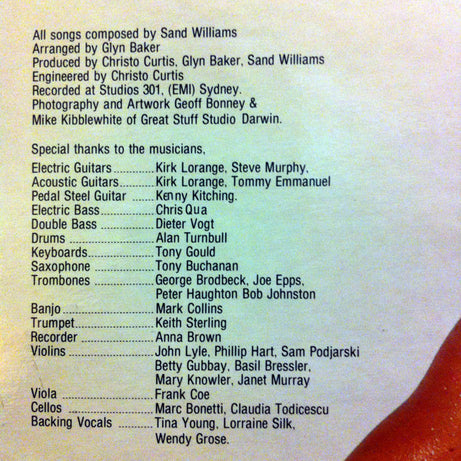 All songs composed by Sand Williams
Arranged by Glyn Baker
Produced by Christo Curtis, Glyn Baker, Sand Williams
Engineered by Christo Curtis
Recorded at Studios 301, (EMI) Sydney.
Photography and Artwork Geoff Bonney &
Mike Kibblewhite of Great Stuff Studio Darwin.
Special thanks to the musicians,
Electric Guitars............Kirk Lorange, Steve Murphy.
Acoustic Guitars..........Kirk Lorange, Tommy Emmanuel
Pedal Steel Guitar ......Kenny Kitching.
Electric Bass...............Chris Qua
Double Bass ...............Dieter Vogt
Drums ........................Alan Turnbull
Keyboards...................Tony Gould
Saxophone .................Tony Buchanan
Trombones .................George Brodbeck, Joe Epps,
Peter Haughton Bob Johnston
Banjo..........................Mark Collins
Trumpet......................Keith Sterling
Recorder ....................Anna Brown
Violins ........................John Lyle, Phillip Hart, Sam Podjarski
Betty Gubbay, Basil Bressler,
Mary Knowler, Janet Murray
Viola ..........................Frank Coe
Cellos ........................Marc Bonetti, Claudia Todicescu
Backing Vocals ..........Tina Young, Lorraine Silk,
Wendy Grose.